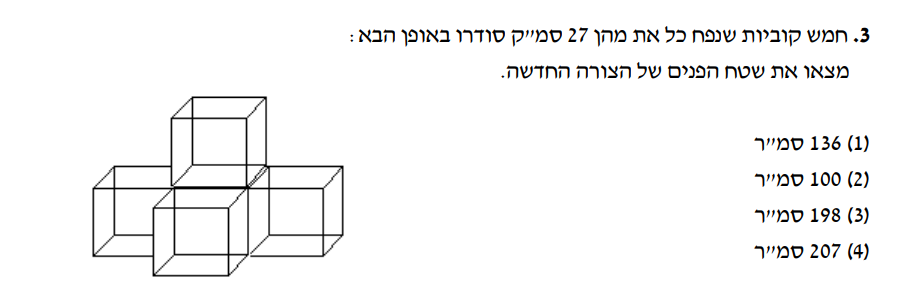 3. חמש קוביות שנפח כל את מהן 27 סמ״ק סודרו באופן הבא:
מצאו את שטח הפנים של הצורה החדשה.
(1) 136 סמ״ר
(2) 100 סמ״ר
(3) 198 סמ״ר
(4) 207 סמ״ר